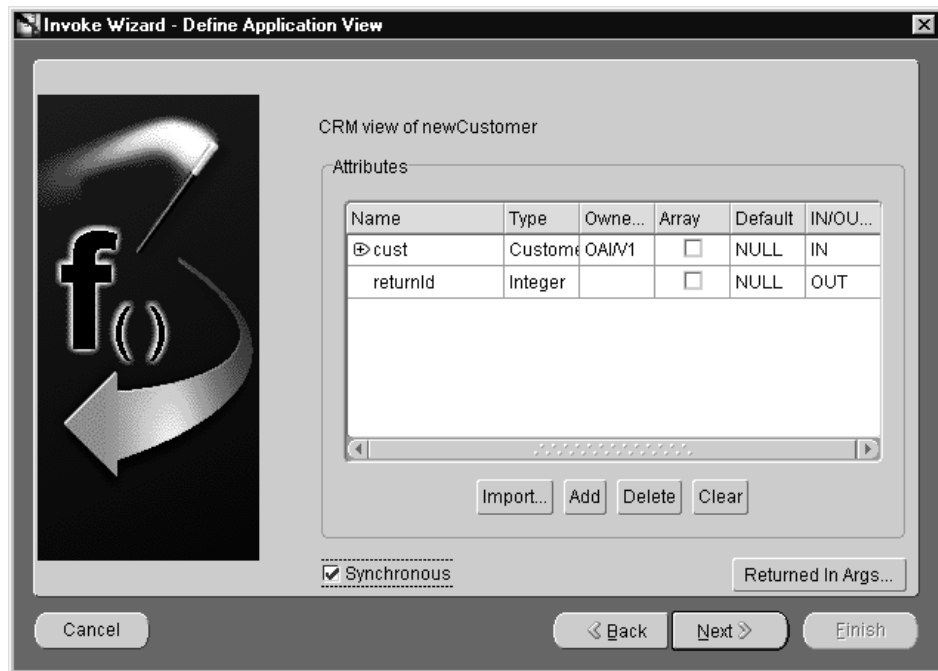 Invoke Wizard - Define Application View
CRM view of newCustomer
Attributes
Name Type Owne... Array Default IN/OU...
cust Custome OAI/V1 NULL IN
returnId Integer NULL OUT
Import... Add Delete Clear
Synchronous
Returned In Args...
f()
Cancel Back Next Finish